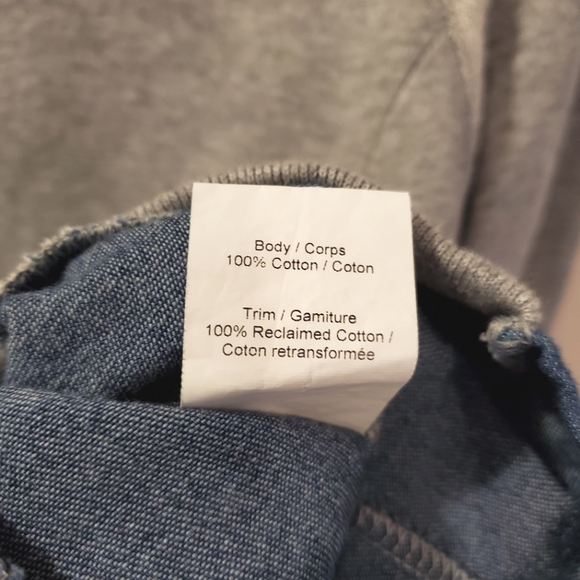 Body / Corps
100% Cotton / Coton
Trim / Gamiture
100% Reclaimed Cotton /
Coton retransformée